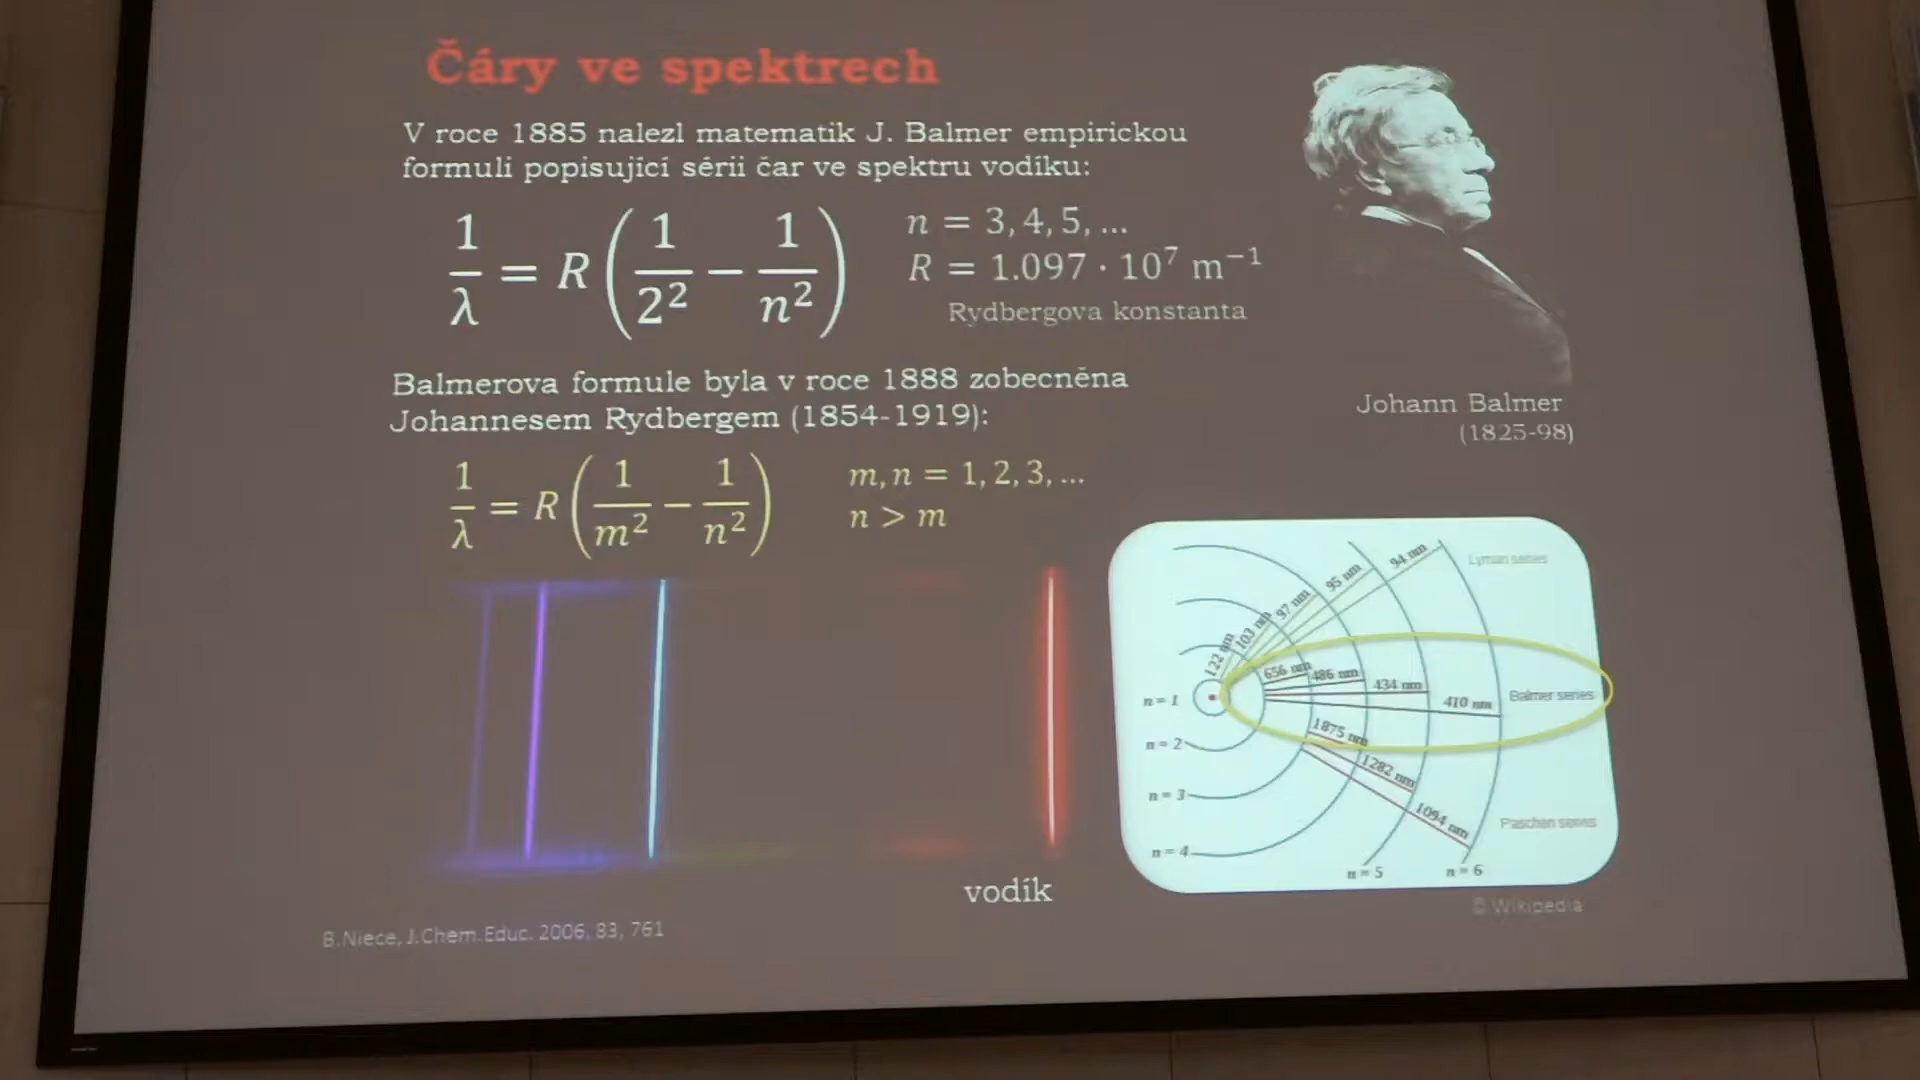 Čáry ve spektrech
V roce 1885 nalezl matematik J. Balmer empirickou
formuli popisující sérii čar ve spektru vodíku:
1/λ = R(1/2² − 1/n²)
n = 3, 4, 5, ...
R = 1.097 · 10⁷ m⁻¹
Rydbergova konstanta
Balmerova formule byla v roce 1888 zobecněna
Johannesem Rydbergem (1854-1919):
Johann Balmer
(1825-98)
1/λ = R(1/m² − 1/n²)
m, n = 1, 2, 3, ...
n > m
Lyman series
94 nm
95 nm
97 nm
103 nm
122 nm
656 nm
486 nm
434 nm
410 nm
Balmer series
n = 1
n = 2
n = 3
n = 4
n = 5
n = 6
1875 nm
1282 nm
1094 nm
Paschen series
vodík
© Wikipedia
B.Niece, J.Chem.Educ. 2006, 83, 761